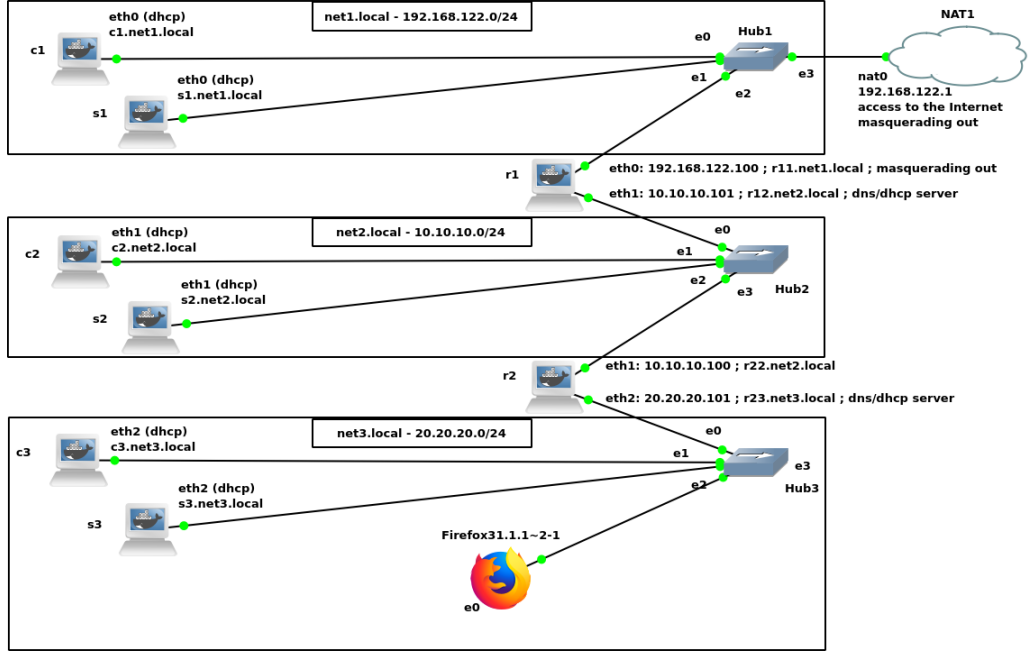 net1.local - 192.168.122.0/24
NAT1
eth0 (dhcp)
c1.net1.local
c1
e0
Hub1
e3
e1
e2
nat0
192.168.122.1
access to the Internet
masquerading out
eth0 (dhcp)
s1.net1.local
s1
r1
eth0: 192.168.122.100 ; r11.net1.local ; masquerading out
eth1: 10.10.10.101 ; r12.net2.local ; dns/dhcp server
net2.local - 10.10.10.0/24
eth1 (dhcp)
c2.net2.local
c2
e0
e1
e2
e3
Hub2
eth1 (dhcp)
s2.net2.local
s2
r2
eth1: 10.10.10.100 ; r22.net2.local
eth2: 20.20.20.101 ; r23.net3.local ; dns/dhcp server
net3.local - 20.20.20.0/24
eth2 (dhcp)
c3.net3.local
c3
e0
e1
e3
e2
Hub3
eth2 (dhcp)
s3.net3.local
s3
Firefox31.1.1~2-1
e0